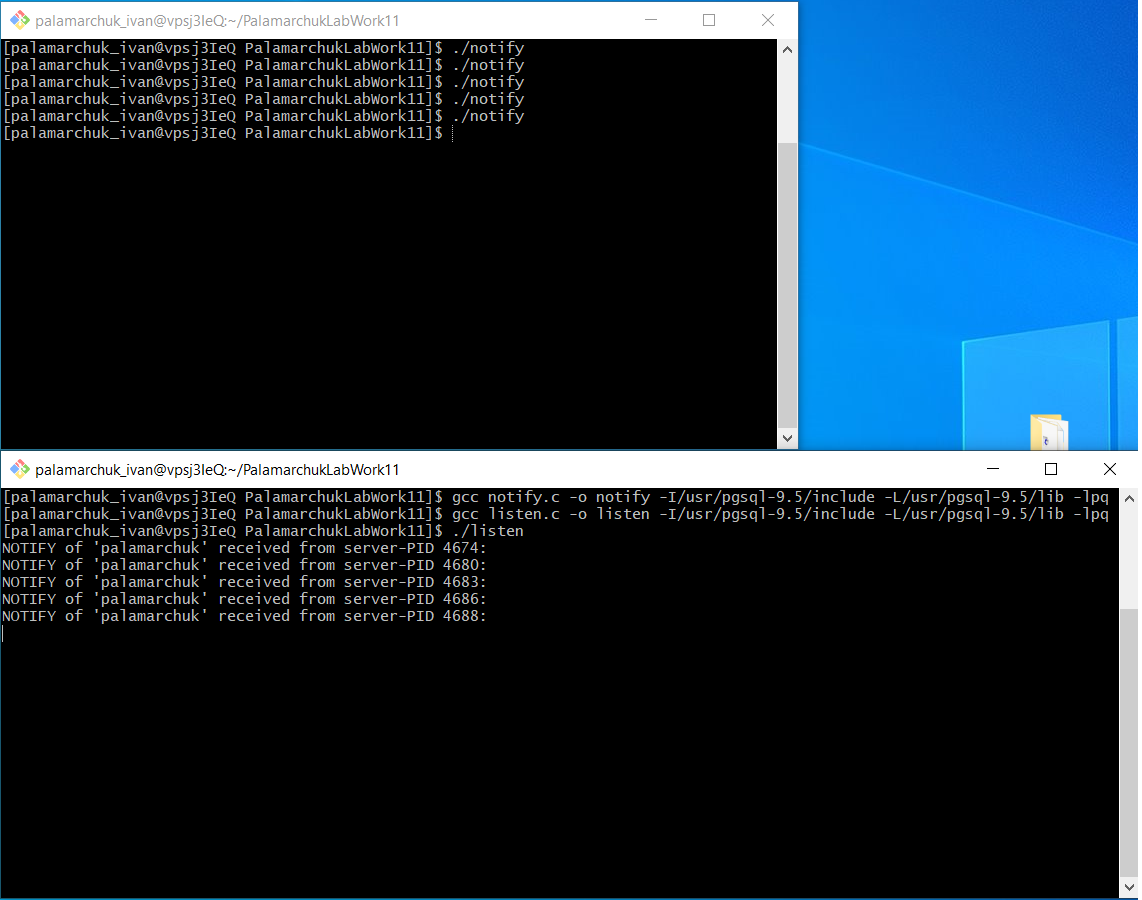 palamarchuk_ivan@vpsj3IeQ:~/PalamarchukLabWork11
[palamarchuk_ivan@vpsj3IeQ PalamarchukLabWork11]$ ./notify
[palamarchuk_ivan@vpsj3IeQ PalamarchukLabWork11]$ ./notify
[palamarchuk_ivan@vpsj3IeQ PalamarchukLabWork11]$ ./notify
[palamarchuk_ivan@vpsj3IeQ PalamarchukLabWork11]$ ./notify
[palamarchuk_ivan@vpsj3IeQ PalamarchukLabWork11]$ ./notify
[palamarchuk_ivan@vpsj3IeQ PalamarchukLabWork11]$
palamarchuk_ivan@vpsj3IeQ:~/PalamarchukLabWork11
[palamarchuk_ivan@vpsj3IeQ PalamarchukLabWork11]$ gcc notify.c -o notify -I/usr/pgsql-9.5/include -L/usr/pgsql-9.5/lib -lpq
[palamarchuk_ivan@vpsj3IeQ PalamarchukLabWork11]$ gcc listen.c -o listen -I/usr/pgsql-9.5/include -L/usr/pgsql-9.5/lib -lpq
[palamarchuk_ivan@vpsj3IeQ PalamarchukLabWork11]$ ./listen
NOTIFY of 'palamarchuk' received from server-PID 4674:
NOTIFY of 'palamarchuk' received from server-PID 4680:
NOTIFY of 'palamarchuk' received from server-PID 4683:
NOTIFY of 'palamarchuk' received from server-PID 4686:
NOTIFY of 'palamarchuk' received from server-PID 4688: